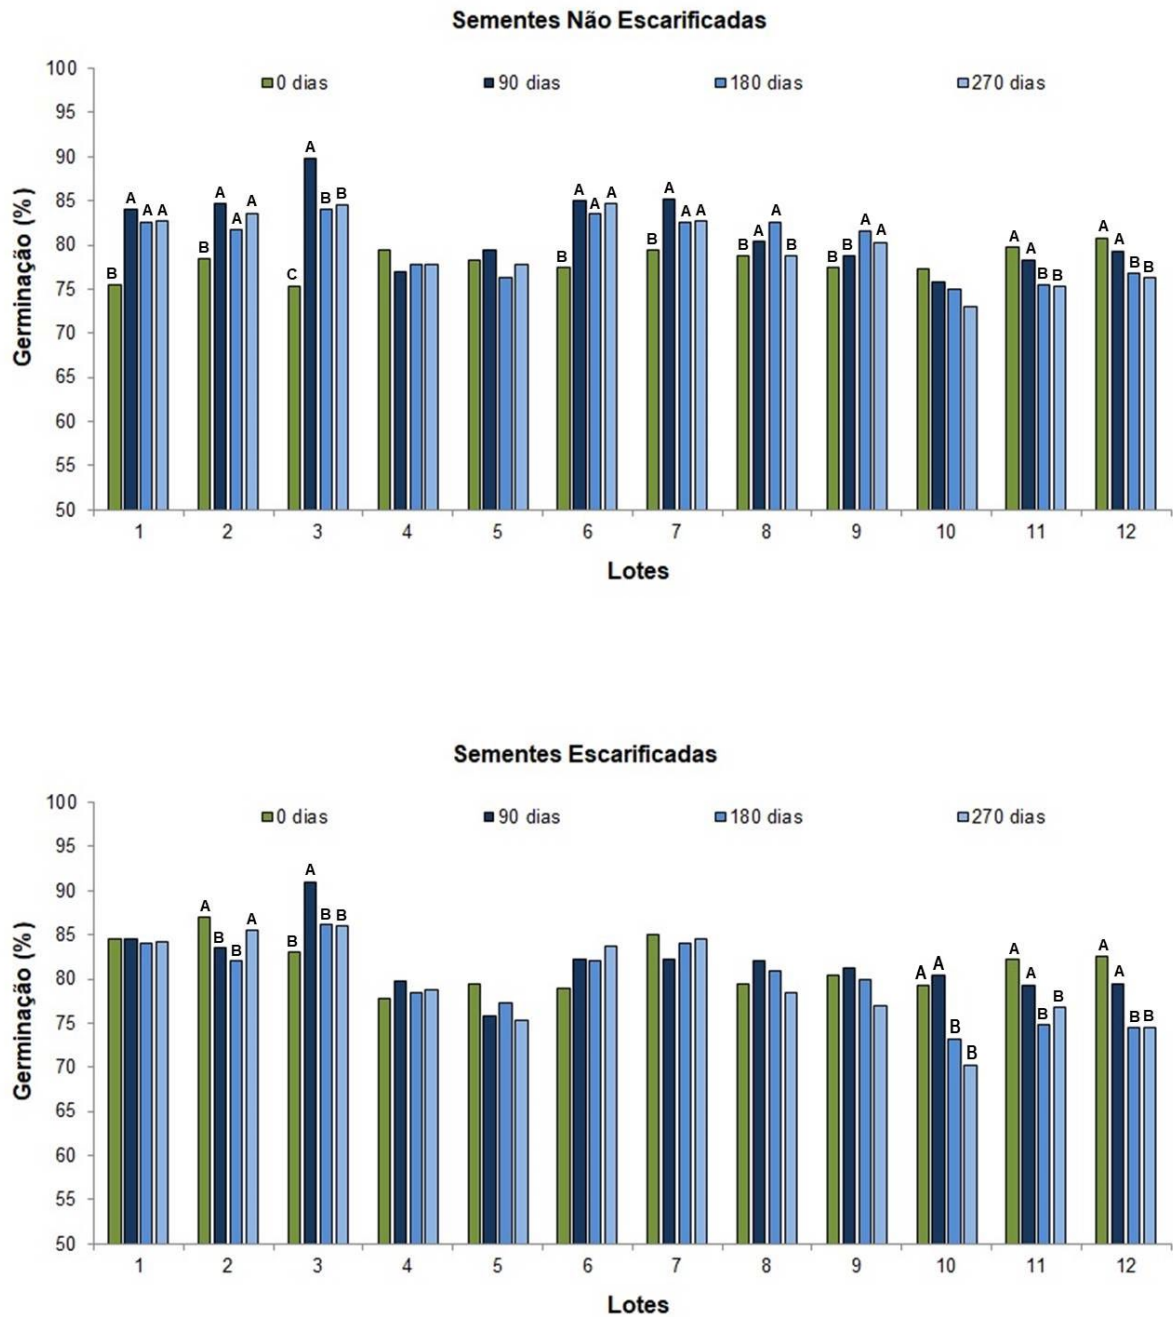 Sementes Não Escarificadas
100
0 dias 90 dias 180 dias 270 dias
95
90
85
80
75
70
65
60
55
50
Germinação (%)
B A A A
B A A A
C A B B
B A A A
B A A A
B A A B
B B A A
A A B B
A A B B
1 2 3 4 5 6 7 8 9 10 11 12
Lotes
Sementes Escarificadas
100
0 dias 90 dias 180 dias 270 dias
95
90
85
80
75
70
65
60
55
50
Germinação (%)
A B B A
B A B B
A A B B
A A B B
A A B B
1 2 3 4 5 6 7 8 9 10 11 12
Lotes